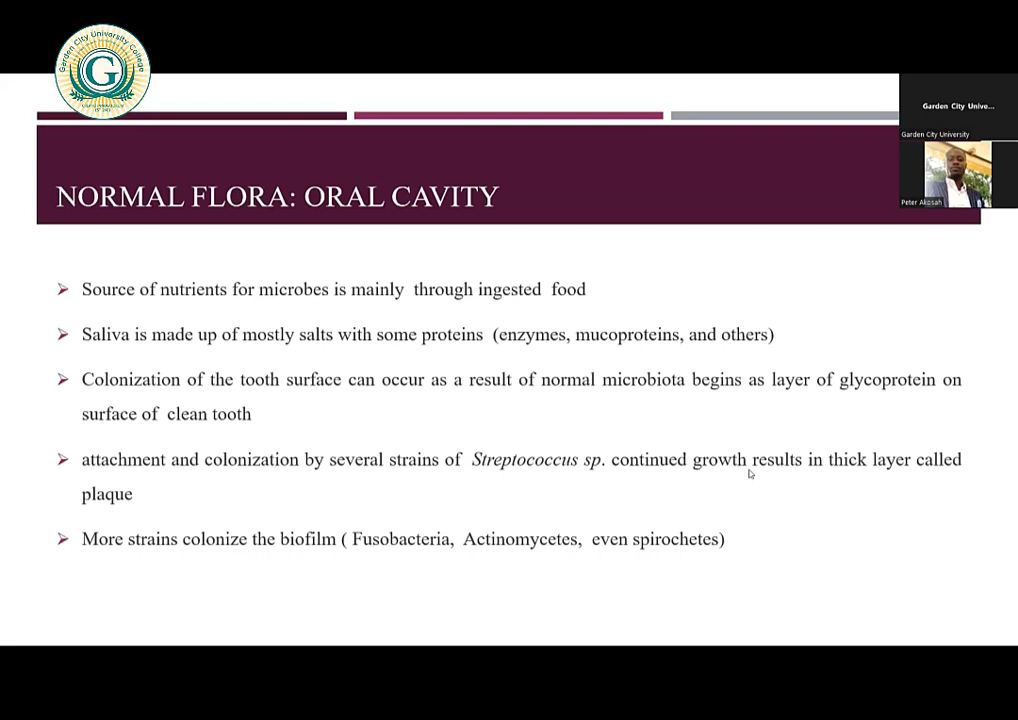 Garden City University College
G
Garden City Unive...
Garden City University
Peter Akosah
NORMAL FLORA: ORAL CAVITY
➢ Source of nutrients for microbes is mainly through ingested food
➢ Saliva is made up of mostly salts with some proteins (enzymes, mucoproteins, and others)
➢ Colonization of the tooth surface can occur as a result of normal microbiota begins as layer of glycoprotein on
surface of clean tooth
➢ attachment and colonization by several strains of Streptococcus sp. continued growth results in thick layer called
plaque
➢ More strains colonize the biofilm ( Fusobacteria, Actinomycetes, even spirochetes)